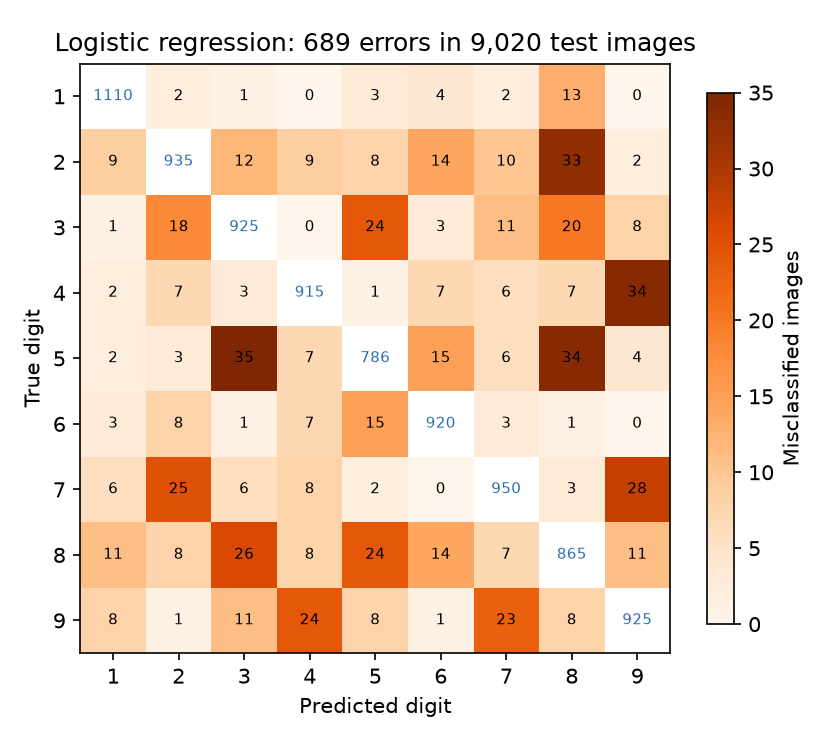 Logistic regression: 689 errors in 9,020 test images
1 1110 2 1 0 3 4 2 13 0
2 9 935 12 9 8 14 10 33 2
3 1 18 925 0 24 3 11 20 8
4 2 7 3 915 1 7 6 7 34
5 2 3 35 7 786 15 6 34 4
6 3 8 1 7 15 920 3 1 0
7 6 25 6 8 2 0 950 3 28
8 11 8 26 8 24 14 7 865 11
9 8 1 11 24 8 1 23 8 925
1 2 3 4 5 6 7 8 9
Predicted digit
True digit
35
30
25
20
15
10
5
0
Misclassified images